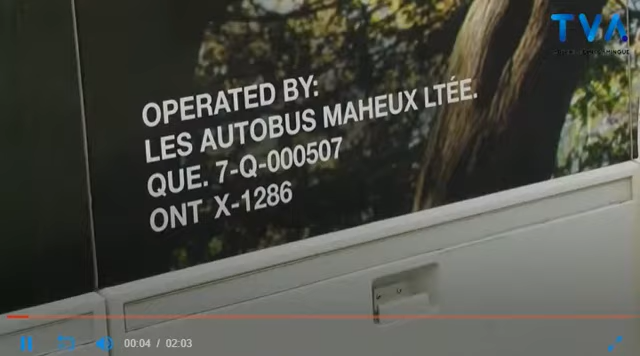 TVA
OPERATED BY:
LES AUTOBUS MAHEUX LTÉE.
QUE. 7-Q-000507
ONT X-1286
00:04 / 02:03